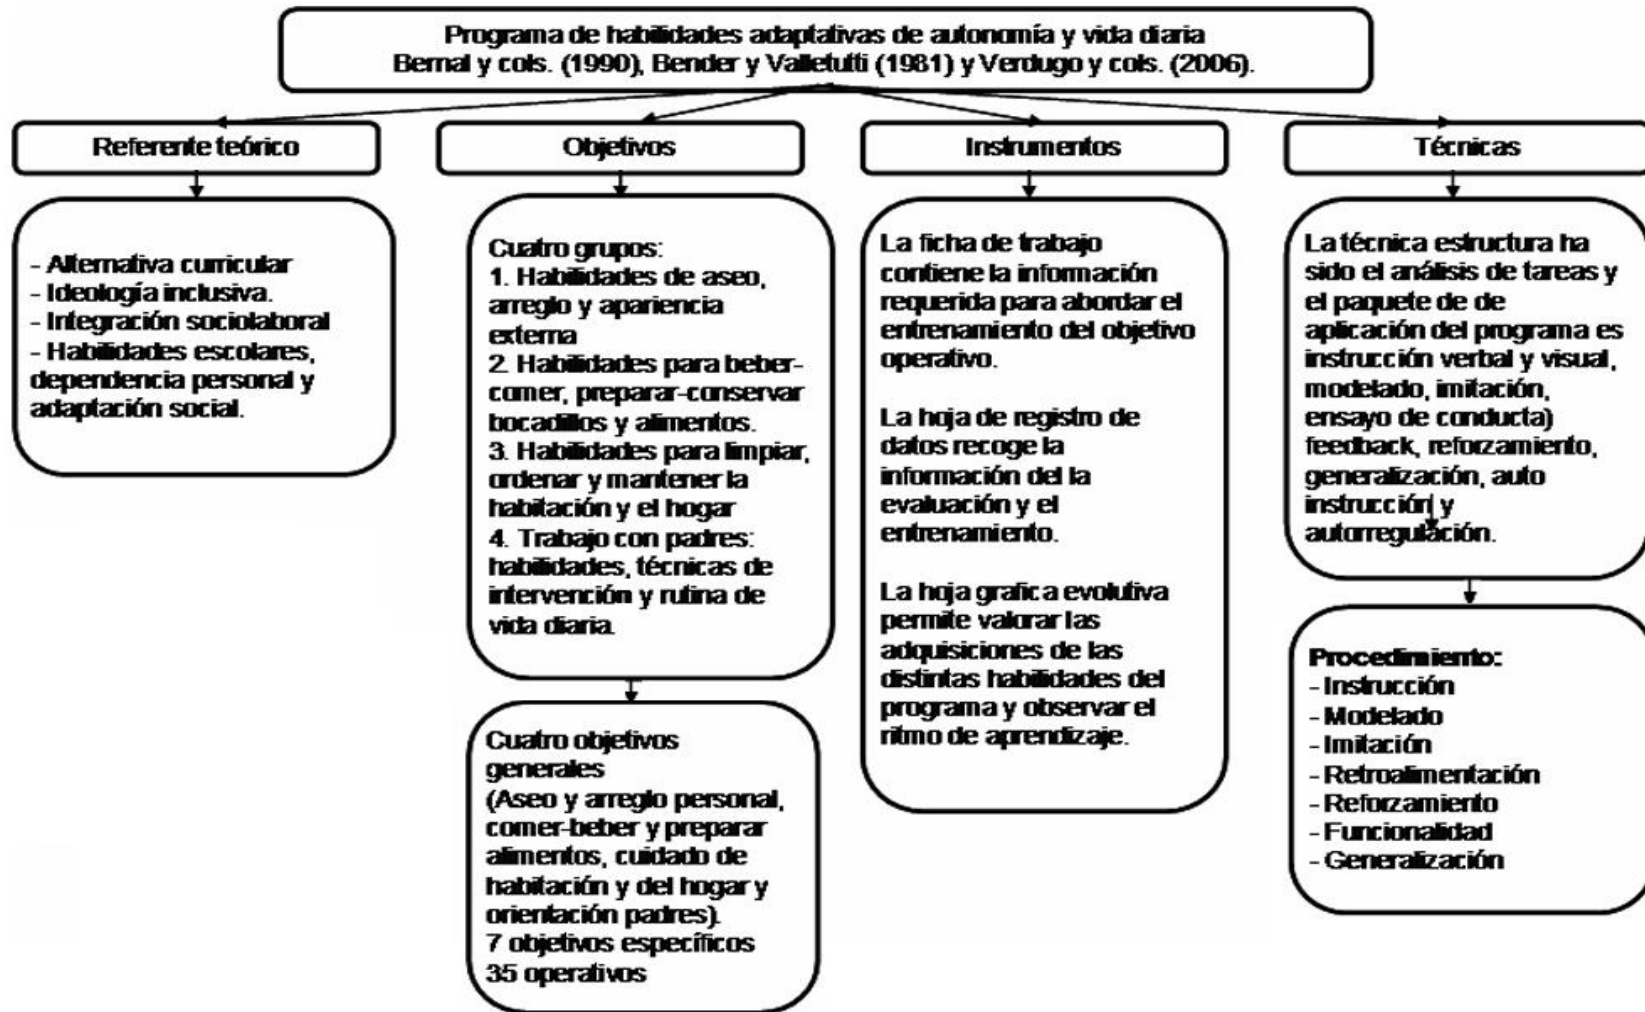 Programa de habilidades adaptativas de autonomía y vida diaria
Bernal y cols. (1990), Bender y Valletutti (1981) y Verdugo y cols. (2006).
Referente teórico
- Alternativa curricular
- Ideología inclusiva.
- Integración sociolaboral
- Habilidades escolares,
dependencia personal y
adaptación social.
Objetivos
Cuatro grupos:
1. Habilidades de aseo,
arreglo y apariencia
externa
2. Habilidades para beber-
comer, preparar-conservar
bocadillos y alimentos.
3. Habilidades para limpiar,
ordenar y mantener la
habitación y el hogar
4. Trabajo con padres:
habilidades, técnicas de
intervención y rutina de
vida diaria.
Cuatro objetivos
generales
(Aseo y arreglo personal,
comer-beber y preparar
alimentos, cuidado de
habitación y del hogar y
orientación padres).
7 objetivos específicos
35 operativos
Instrumentos
La ficha de trabajo
contiene la información
requerida para abordar el
entrenamiento del objetivo
operativo.
La hoja de registro de
datos recoge la
información del la
evaluación y el
entrenamiento.
La hoja grafica evolutiva
permite valorar las
adquisiciones de las
distintas habilidades del
programa y observar el
ritmo de aprendizaje.
Técnicas
La técnica estructura ha
sido el análisis de tareas y
el paquete de de
aplicación del programa es
instrucción verbal y visual,
modelado, imitación,
ensayo de conducta)
feedback, reforzamiento,
generalización, auto
instrucción y
autorregulación.
Procedimiento:
- Instrucción
- Modelado
- Imitación
- Retroalimentación
- Reforzamiento
- Funcionalidad
- Generalización